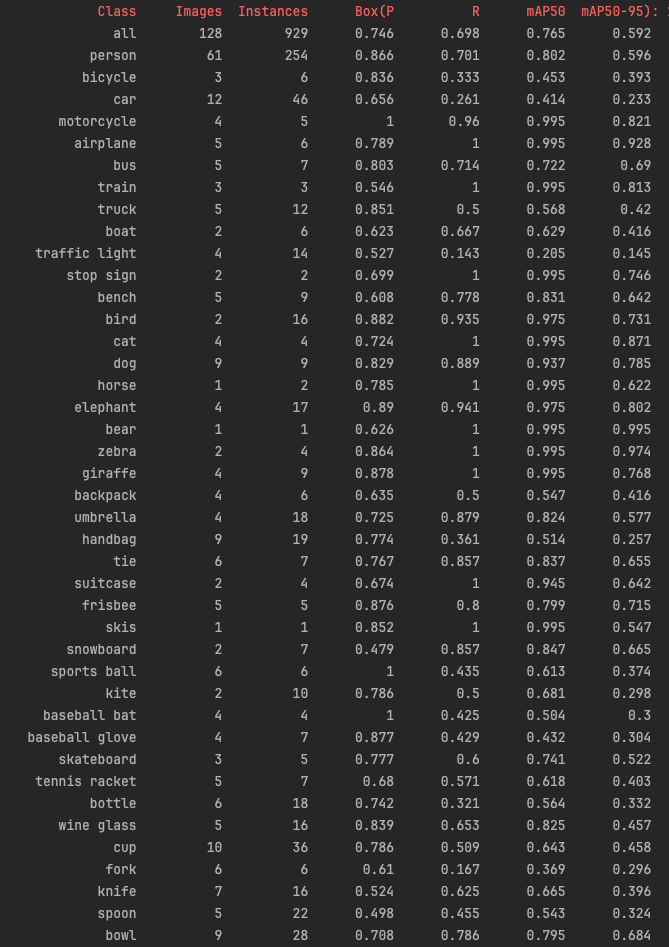 Class Images Instances Box(P R mAP50 mAP50-95):
all 128 929 0.746 0.698 0.765 0.592
person 61 254 0.866 0.701 0.802 0.596
bicycle 3 6 0.836 0.333 0.453 0.393
car 12 46 0.656 0.261 0.414 0.233
motorcycle 4 5 1 0.96 0.995 0.821
airplane 5 6 0.789 1 0.995 0.928
bus 5 7 0.803 0.714 0.722 0.69
train 3 3 0.546 1 0.995 0.813
truck 5 12 0.851 0.5 0.568 0.42
boat 2 6 0.623 0.667 0.629 0.416
traffic light 4 14 0.527 0.143 0.205 0.145
stop sign 2 2 0.699 1 0.995 0.746
bench 5 9 0.608 0.778 0.831 0.642
bird 2 16 0.882 0.935 0.975 0.731
cat 4 4 0.724 1 0.995 0.871
dog 9 9 0.829 0.889 0.937 0.785
horse 1 2 0.785 1 0.995 0.622
elephant 4 17 0.89 0.941 0.975 0.802
bear 1 1 0.626 1 0.995 0.995
zebra 2 4 0.864 1 0.995 0.974
giraffe 4 9 0.878 1 0.995 0.768
backpack 4 6 0.635 0.5 0.547 0.416
umbrella 4 18 0.725 0.879 0.824 0.577
handbag 9 19 0.774 0.361 0.514 0.257
tie 6 7 0.767 0.857 0.837 0.655
suitcase 2 4 0.674 1 0.945 0.642
frisbee 5 5 0.876 0.8 0.799 0.715
skis 1 1 0.852 1 0.995 0.547
snowboard 2 7 0.479 0.857 0.847 0.665
sports ball 6 6 1 0.435 0.613 0.374
kite 2 10 0.786 0.5 0.681 0.298
baseball bat 4 4 1 0.425 0.504 0.3
baseball glove 4 7 0.877 0.429 0.432 0.304
skateboard 3 5 0.777 0.6 0.741 0.522
tennis racket 5 7 0.68 0.571 0.618 0.403
bottle 6 18 0.742 0.321 0.564 0.332
wine glass 5 16 0.839 0.653 0.825 0.457
cup 10 36 0.786 0.509 0.643 0.458
fork 6 6 0.61 0.167 0.369 0.296
knife 7 16 0.524 0.625 0.665 0.396
spoon 5 22 0.498 0.455 0.543 0.324
bowl 9 28 0.708 0.786 0.795 0.684